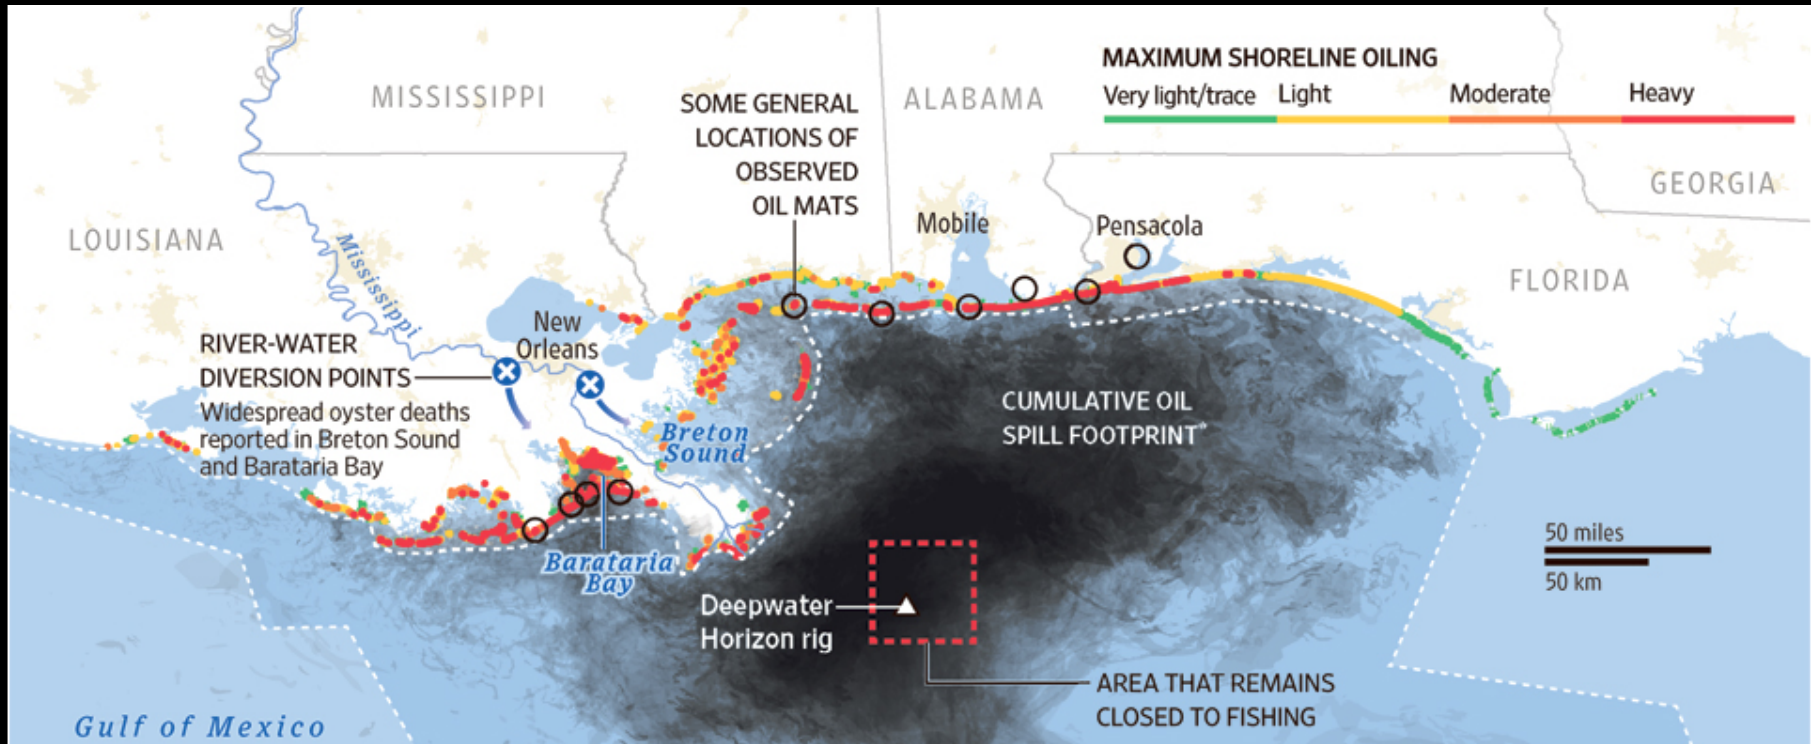 MAXIMUM SHORELINE OILING
Very light/trace Light Moderate Heavy
MISSISSIPPI
ALABAMA
GEORGIA
LOUISIANA
FLORIDA
SOME GENERAL
LOCATIONS OF
OBSERVED
OIL MATS
Mobile
Pensacola
Mississippi
New
Orleans
RIVER-WATER
DIVERSION POINTS
Widespread oyster deaths
reported in Breton Sound
and Barataria Bay
Breton
Sound
CUMULATIVE OIL
SPILL FOOTPRINT*
Barataria
Bay
50 miles
50 km
Deepwater
Horizon rig
AREA THAT REMAINS
CLOSED TO FISHING
Gulf of Mexico